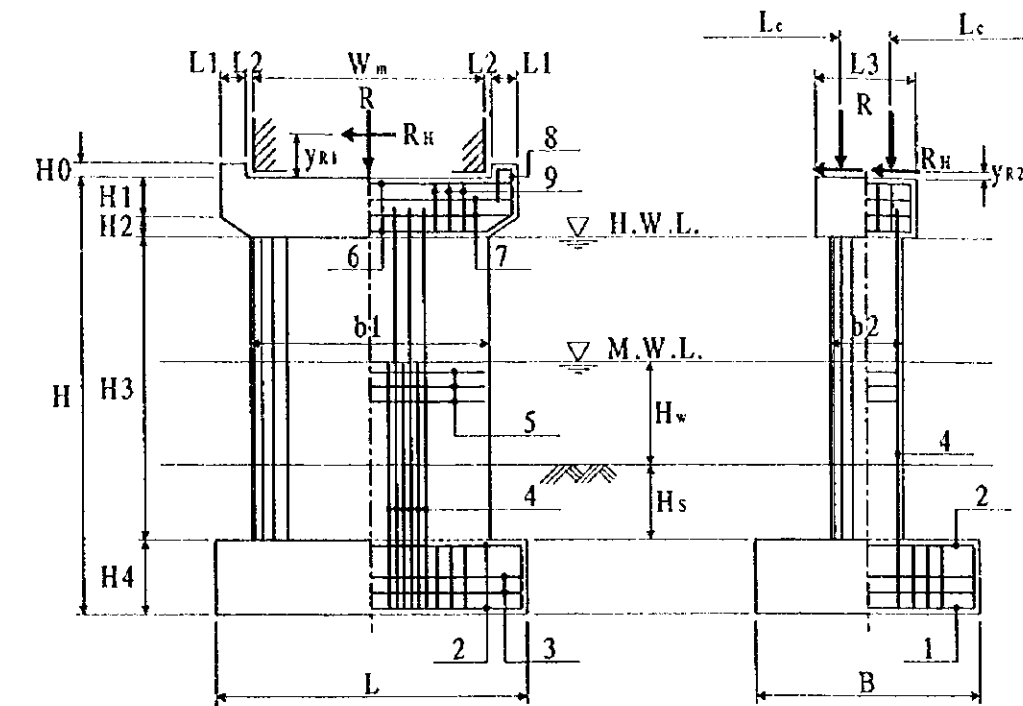 Lc Lc
L1 L2 Wm L2 L1 L3
R R
RH 8
H0 yR1 9 RH yR2
H1
H2 H.W.L.
6 7
b1 b2
M.W.L.
H H3 Hw
5 4
4 Hs 2
H4
2 3 1
L B